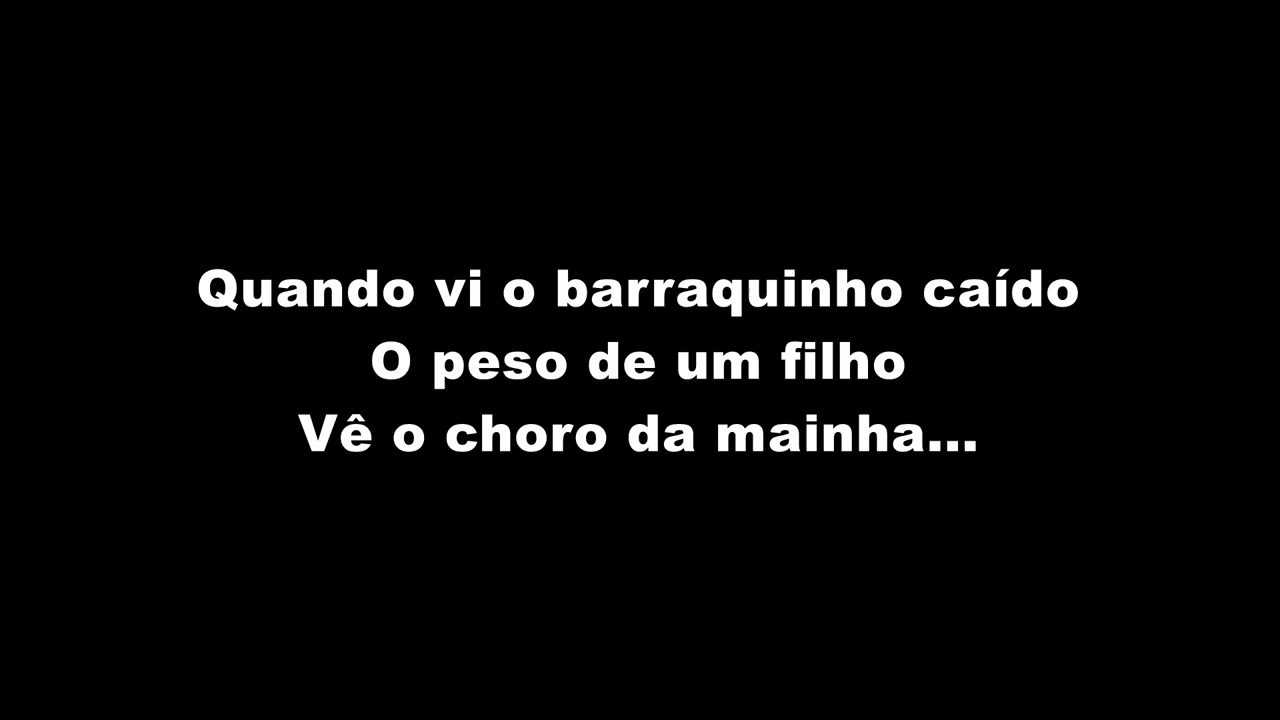 Quando vi o barraquinho caído
O peso de um filho
Vê o choro da mainha...